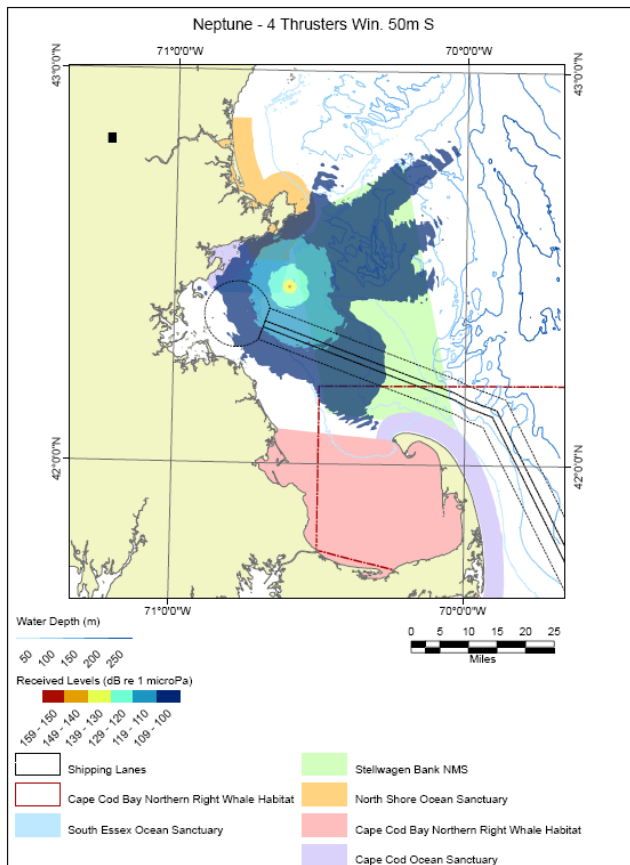 Neptune - 4 Thrusters Win. 50m S
71°0'0"W
70°0'0"W
43°0'0"N
43°0'0"N
42°0'0"N
42°0'0"N
71°0'0"W
70°0'0"W
Water Depth (m)
50 100 150 200 250
0 5 10 15 20 25
Miles
Received Levels (dB re 1 microPa)
159 - 150
149 - 140
139 - 130
129 - 120
119 - 110
109 - 100
Shipping Lanes
Stellwagen Bank NMS
Cape Cod Bay Northern Right Whale Habitat
North Shore Ocean Sanctuary
South Essex Ocean Sanctuary
Cape Cod Bay Northern Right Whale Habitat
Cape Cod Ocean Sanctuary